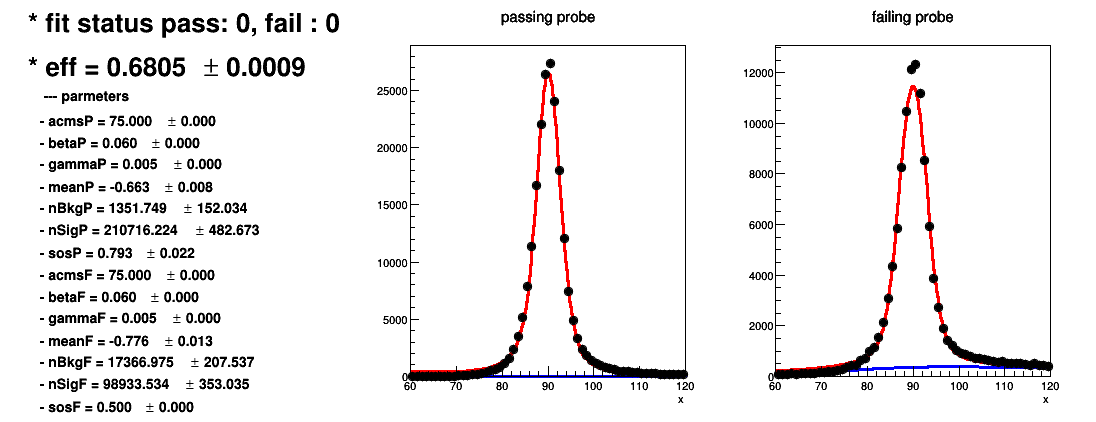 * fit status pass: 0, fail : 0
* eff = 0.6805 ± 0.0009
--- parmeters
- acmsP = 75.000 ± 0.000
- betaP = 0.060 ± 0.000
- gammaP = 0.005 ± 0.000
- meanP = -0.663 ± 0.008
- nBkgP = 1351.749 ± 152.034
- nSigP = 210716.224 ± 482.673
- sosP = 0.793 ± 0.022
- acmsF = 75.000 ± 0.000
- betaF = 0.060 ± 0.000
- gammaF = 0.005 ± 0.000
- meanF = -0.776 ± 0.013
- nBkgF = 17366.975 ± 207.537
- nSigF = 98933.534 ± 353.035
- sosF = 0.500 ± 0.000
passing probe
25000
20000
15000
10000
5000
0
60 70 80 90 100 110 120
x
failing probe
12000
10000
8000
6000
4000
2000
0
60 70 80 90 100 110 120
x